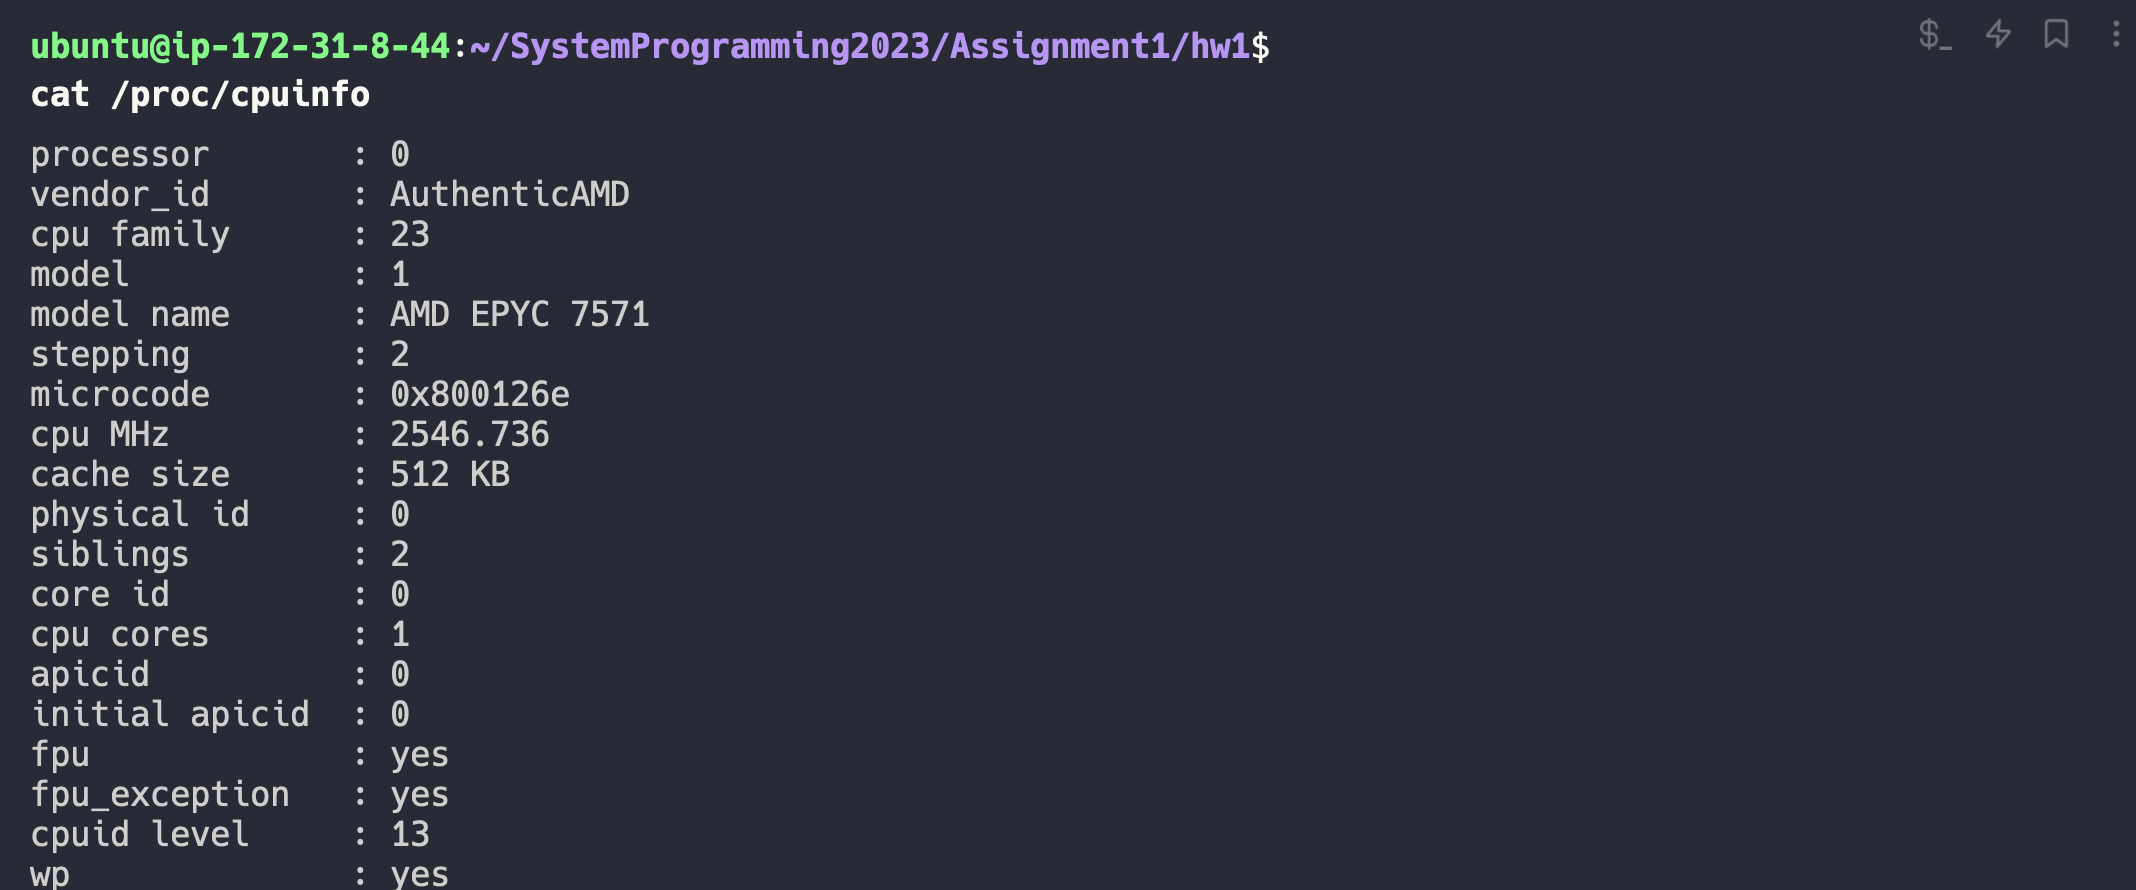 ubuntu@ip-172-31-8-44:~/SystemProgramming2023/Assignment1/hw1$
cat /proc/cpuinfo
processor : 0
vendor_id : AuthenticAMD
cpu family : 23
model : 1
model name : AMD EPYC 7571
stepping : 2
microcode : 0x800126e
cpu MHz : 2546.736
cache size : 512 KB
physical id : 0
siblings : 2
core id : 0
cpu cores : 1
apicid : 0
initial apicid : 0
fpu : yes
fpu_exception : yes
cpuid level : 13
wp : yes